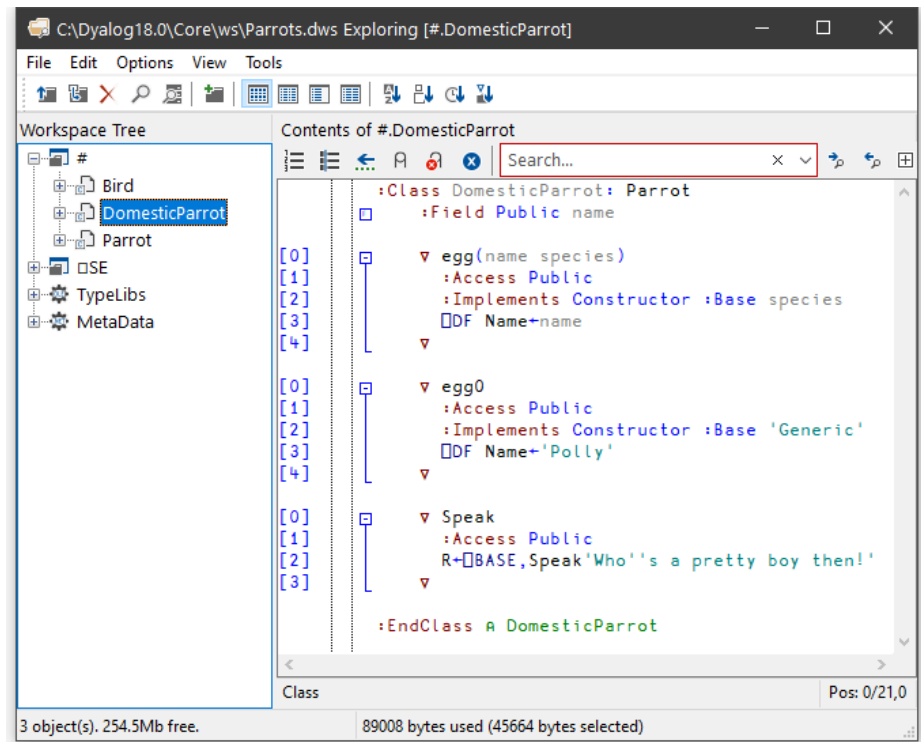 C:\Dyalog18.0\Core\ws\Parrots.dws Exploring [#.DomesticParrot]
File Edit Options View Tools
Workspace Tree
#
Bird
DomesticParrot
Parrot
⎕SE
TypeLibs
MetaData
Contents of #.DomesticParrot
Search...
:Class DomesticParrot: Parrot
:Field Public name
[0] ∇ egg(name species)
[1] :Access Public
[2] :Implements Constructor :Base species
[3] ⎕DF Name←name
[4] ∇
[0] ∇ egg0
[1] :Access Public
[2] :Implements Constructor :Base 'Generic'
[3] ⎕DF Name←'Polly'
[4] ∇
[0] ∇ Speak
[1] :Access Public
[2] R←⎕BASE,Speak'Who''s a pretty boy then!'
[3] ∇
:EndClass ⍝ DomesticParrot
Class
Pos: 0/21,0
3 object(s). 254.5Mb free.
89008 bytes used (45664 bytes selected)